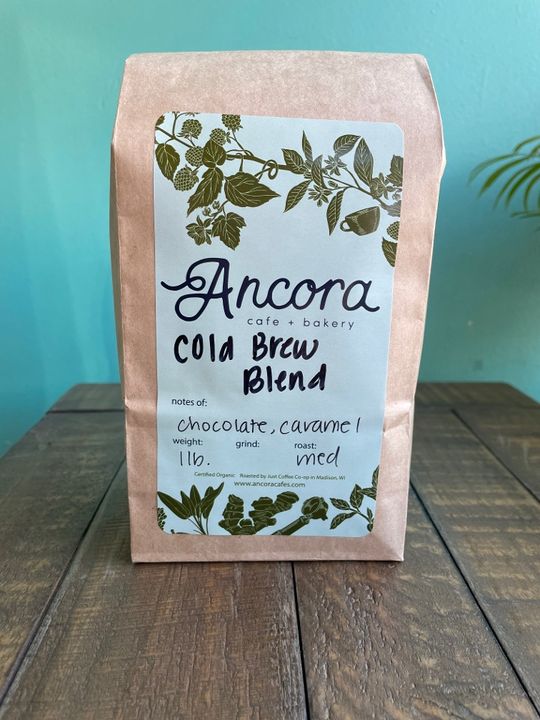 Ancora
cafe + bakery
Cold Brew
Blend
notes of:
chocolate, caramel
weight: grind: roast:
1lb. med
Certified Organic Roasted by Just Coffee Co-op in Madison, WI
www.ancoracafes.com